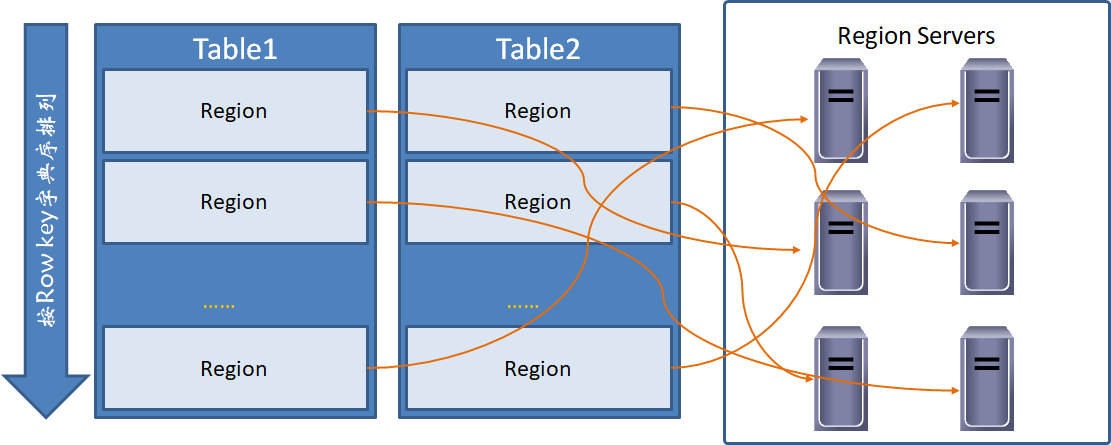 按Row key字典序排列
Table1
Region
Region
......
Region
Table2
Region
Region
......
Region
Region Servers